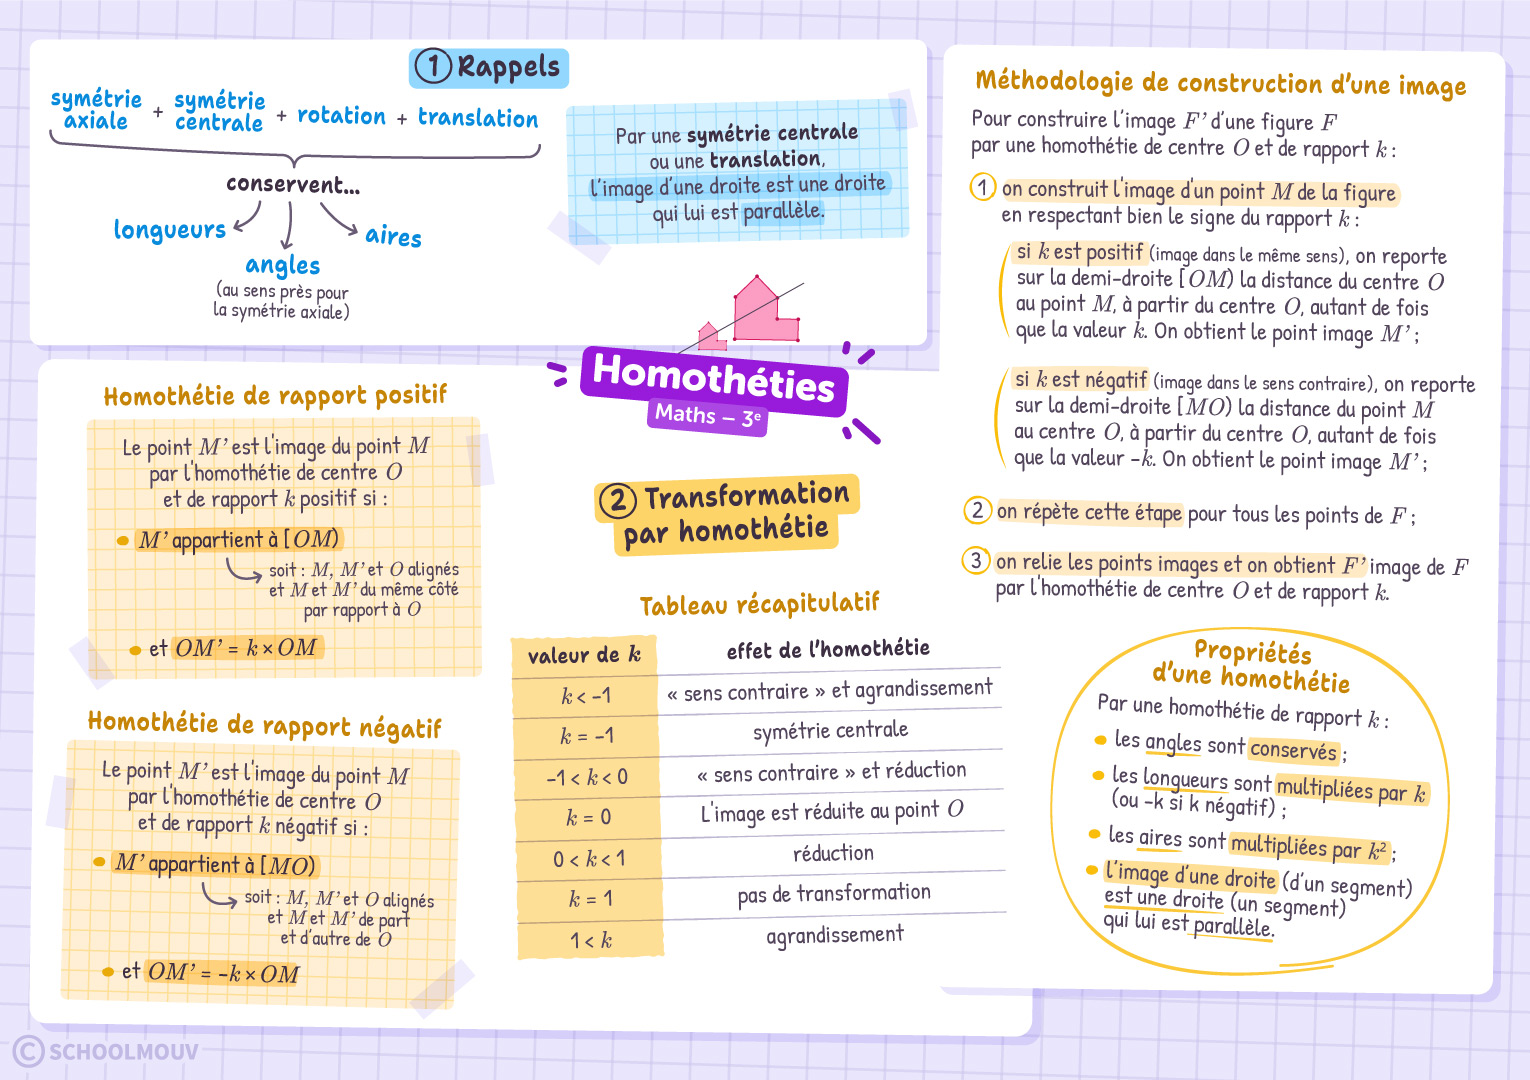 1 Rappels
symétrie axiale + symétrie centrale + rotation + translation
conservent...
longueurs
angles
(au sens près pour
la symétrie axiale)
aires
Par une symétrie centrale
ou une translation,
l'image d'une droite est une droite
qui lui est parallèle.
Homothéties
Maths – 3e
Homothétie de rapport positif
Le point M' est l'image du point M
par l'homothétie de centre O
et de rapport k positif si :
M' appartient à [OM)
soit : M, M' et O alignés
et M et M' du même côté
par rapport à O
et OM' = k × OM
Homothétie de rapport négatif
Le point M' est l'image du point M
par l'homothétie de centre O
et de rapport k négatif si :
M' appartient à [MO)
soit : M, M' et O alignés
et M et M' de part
et d'autre de O
et OM' = -k × OM
2 Transformation
par homothétie
Tableau récapitulatif
valeur de k effet de l'homothétie
k < -1 « sens contraire » et agrandissement
k = -1 symétrie centrale
-1 < k < 0 « sens contraire » et réduction
k = 0 L'image est réduite au point O
0 < k < 1 réduction
k = 1 pas de transformation
1 < k agrandissement
Méthodologie de construction d'une image
Pour construire l'image F' d'une figure F
par une homothétie de centre O et de rapport k :
1 on construit l'image d'un point M de la figure
en respectant bien le signe du rapport k :
si k est positif (image dans le même sens), on reporte
sur la demi-droite [OM) la distance du centre O
au point M, à partir du centre O, autant de fois
que la valeur k. On obtient le point image M' ;
si k est négatif (image dans le sens contraire), on reporte
sur la demi-droite [MO) la distance du point M
au centre O, à partir du centre O, autant de fois
que la valeur -k. On obtient le point image M' ;
2 on répète cette étape pour tous les points de F ;
3 on relie les points images et on obtient F' image de F
par l'homothétie de centre O et de rapport k.
Propriétés
d'une homothétie
Par une homothétie de rapport k :
les angles sont conservés ;
les longueurs sont multipliées par k
(ou -k si k négatif) ;
les aires sont multipliées par k² ;
l'image d'une droite (d'un segment)
est une droite (un segment)
qui lui est parallèle.
© SCHOOLMOUV